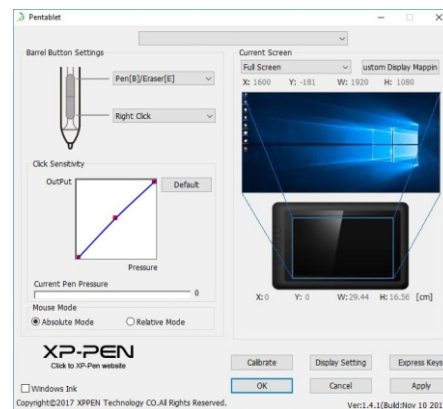 Pentablet
Barrel Button Settings
Pen[B]/Eraser[E]
Right Click
Click Sensitivity
OutPut
Default
Pressure
Current Pen Pressure
0
Mouse Mode
Absolute Mode
Relative Mode
XP-PEN
Click to XP-Pen website
Windows Ink
Copyright©2017 XPPEN Technology CO.All Rights Reserved.
Current Screen
Full Screen
ustom Display Mappin
X: 1600 Y: -181 W: 1920 H: 1080
X: 0 Y: 0 W: 29.44 H: 16.56 [cm]
Calibrate
Display Setting
Express Keys
OK
Cancel
Apply
Ver:1.4.1(Build:Nov 10 201